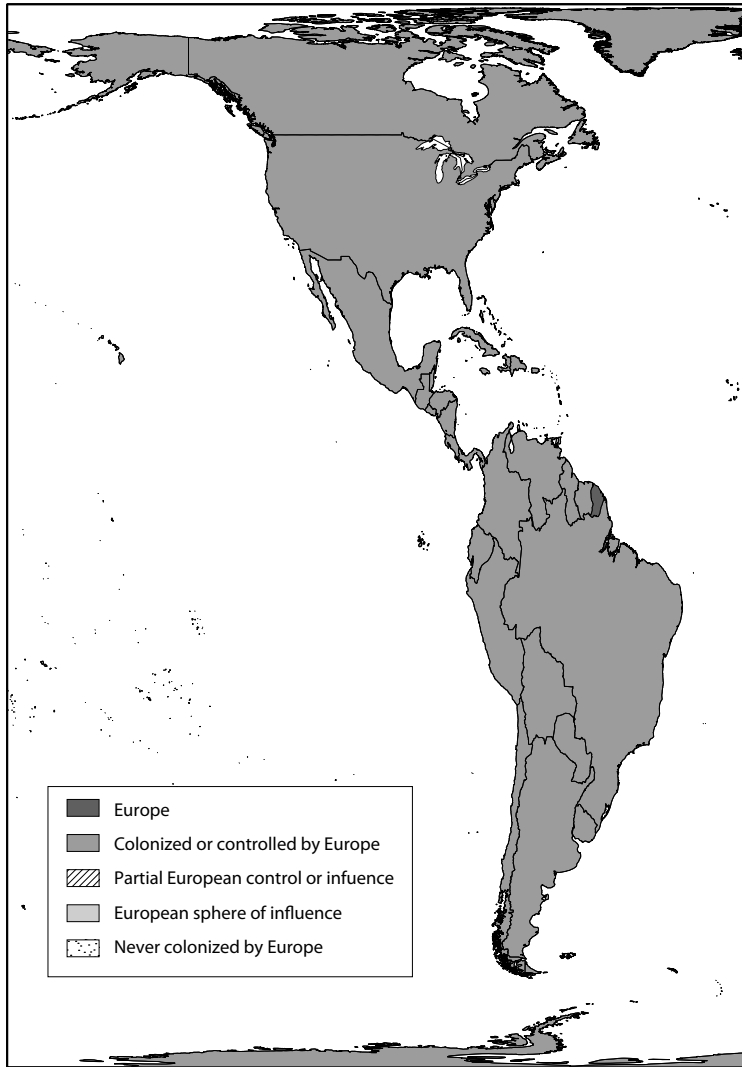 Europe
Colonized or controlled by Europe
Partial European control or infuence
European sphere of influence
Never colonized by Europe